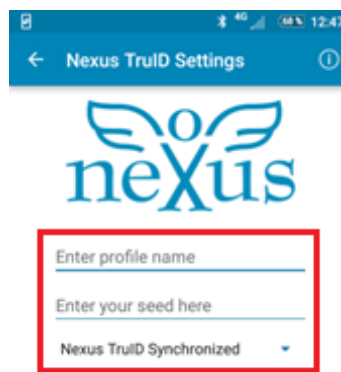 4G 68% 12:47
Nexus TruID Settings
neXus
Enter profile name
Enter your seed here
Nexus TruID Synchronized